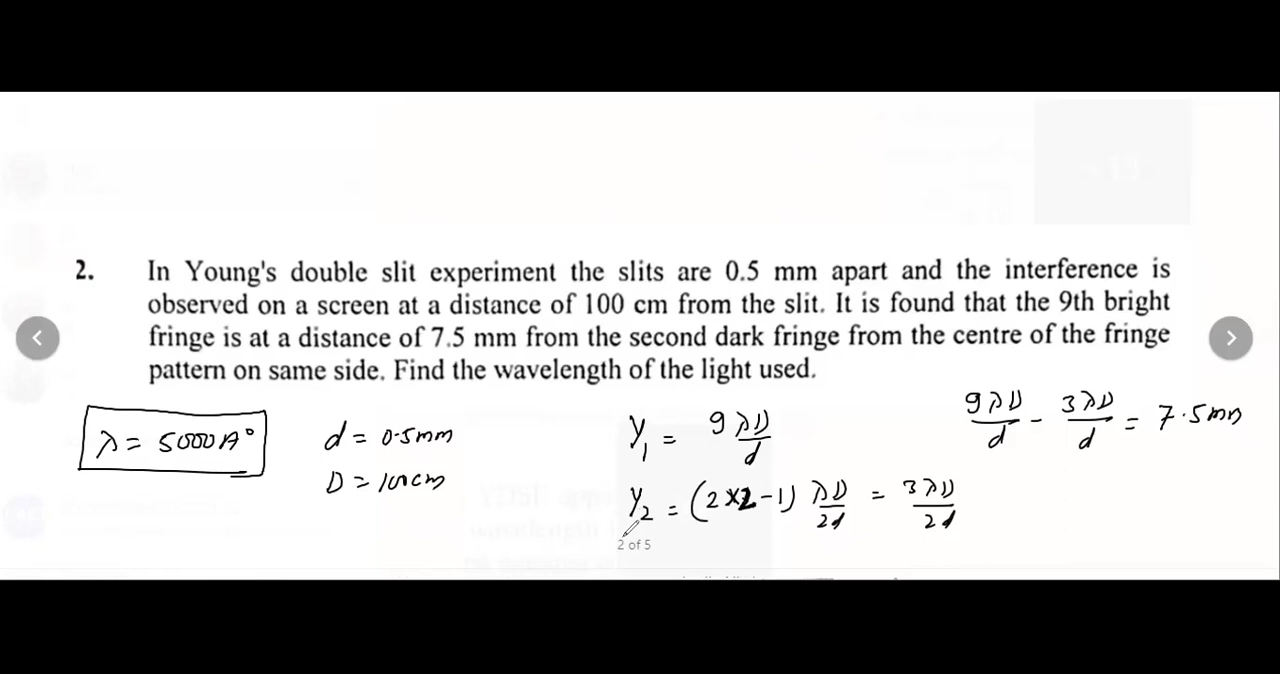 2. In Young's double slit experiment the slits are 0.5 mm apart and the interference is
observed on a screen at a distance of 100 cm from the slit. It is found that the 9th bright
fringe is at a distance of 7.5 mm from the second dark fringe from the centre of the fringe
pattern on same side. Find the wavelength of the light used.
λ = 5000A°
d = 0.5mm
D = 100cm
y₁ = 9λD/d
y₂ = (2×2-1) λD/2d = 3λD/2d
9λD/d - 3λD/d = 7.5mm
2 of 5